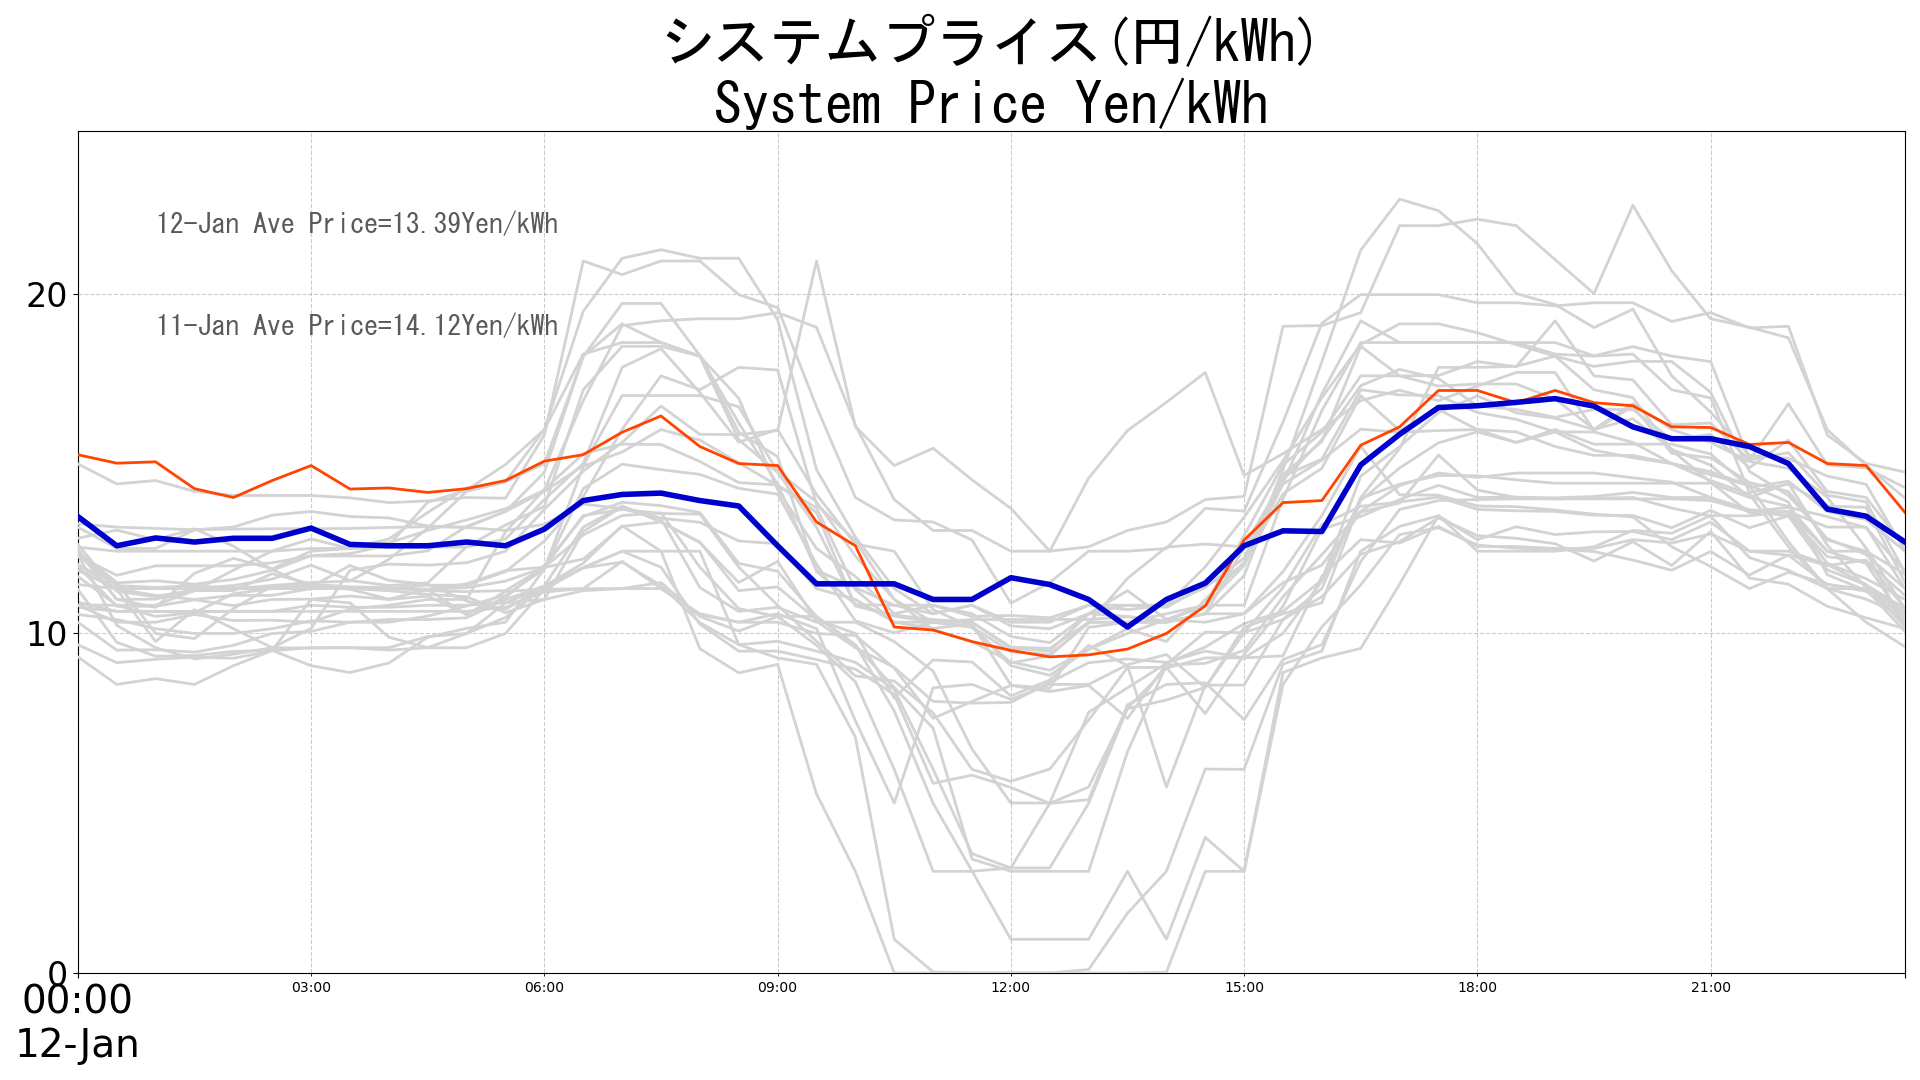 システムプライス(円/kWh)
System Price Yen/kWh
12-Jan Ave Price=13.39Yen/kWh
11-Jan Ave Price=14.12Yen/kWh
20
10
0
00:00
12-Jan
03:00
06:00
09:00
12:00
15:00
18:00
21:00